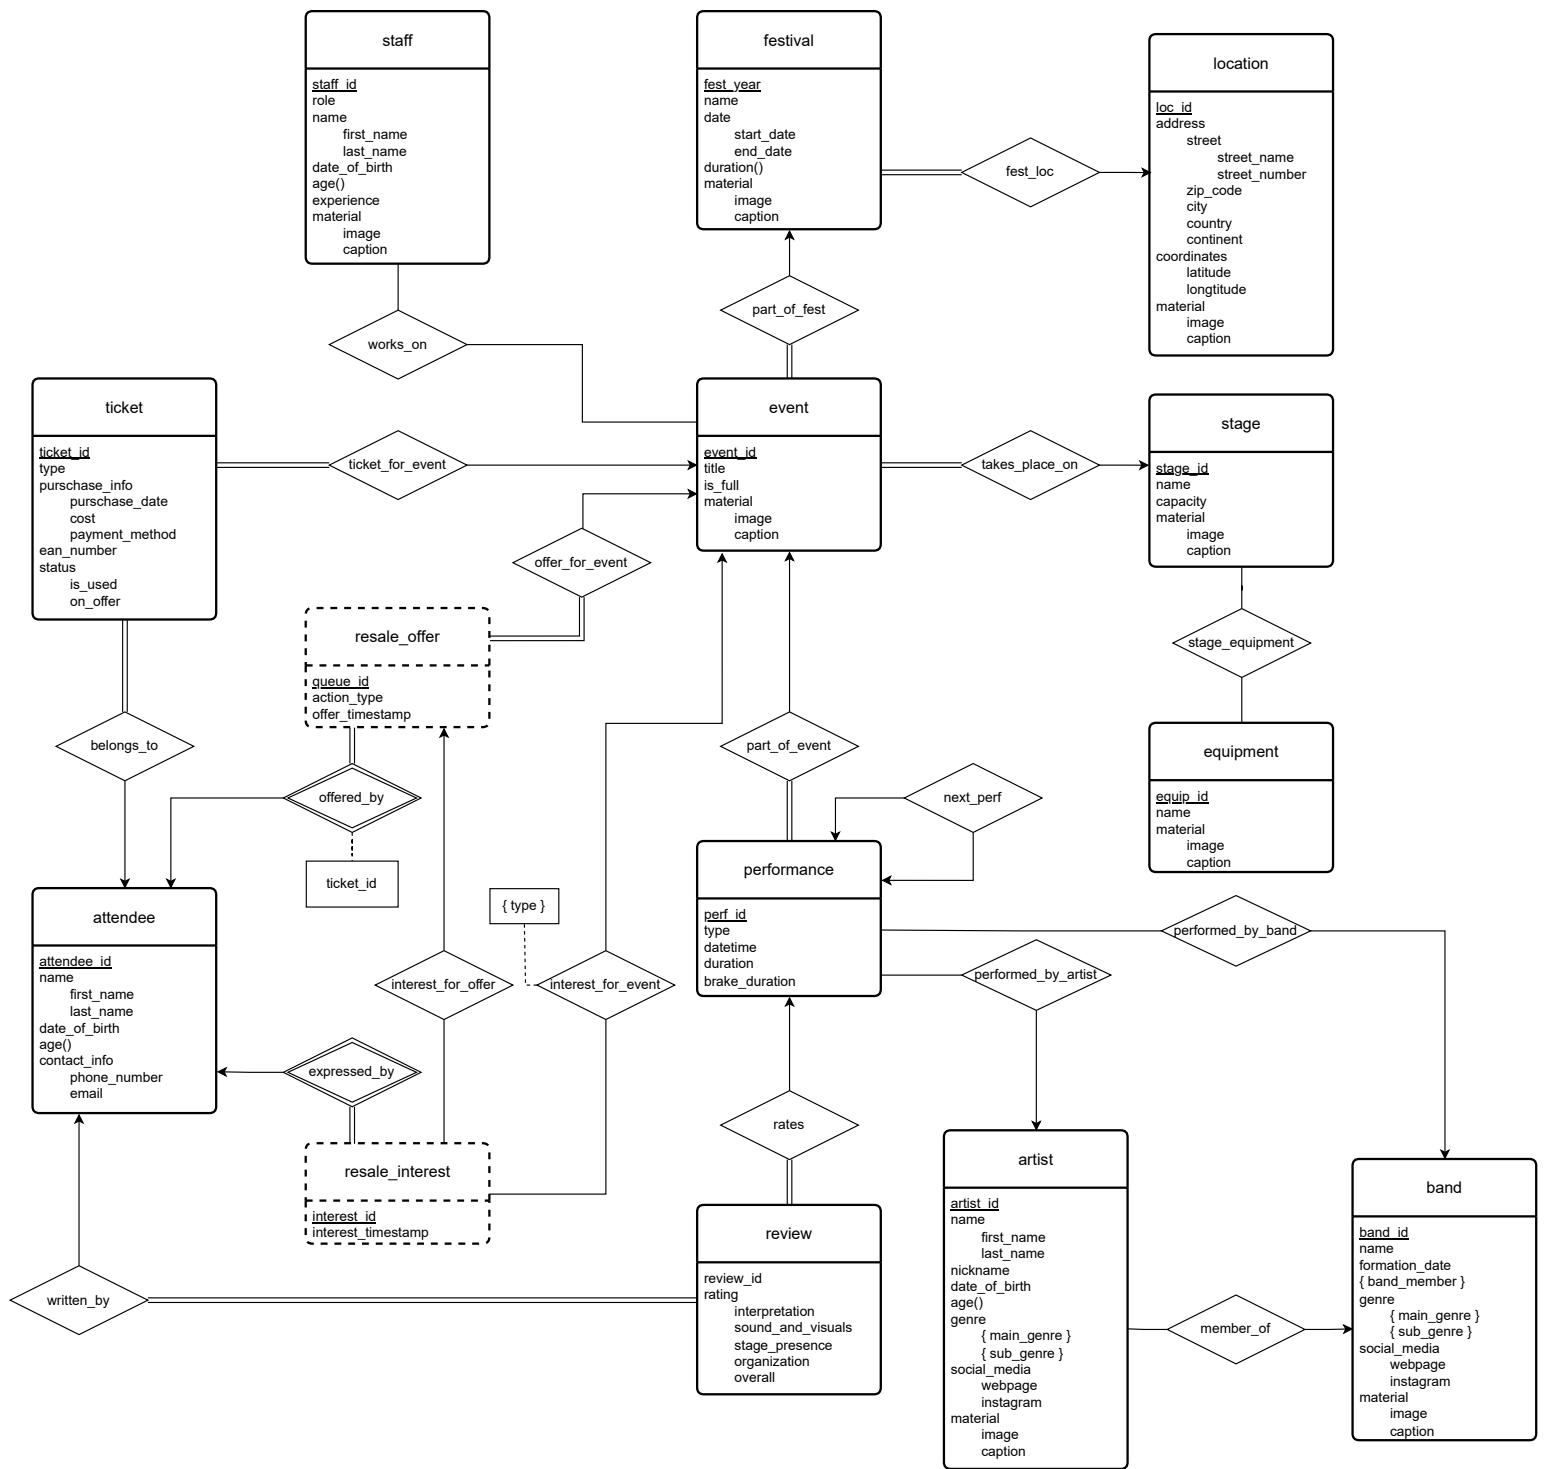 staff
staff_id
role
name
first_name
last_name
date_of_birth
age()
experience
material
image
caption
festival
fest_year
name
date
start_date
end_date
duration()
material
image
caption
location
loc_id
address
street
street_name
street_number
zip_code
city
country
continent
coordinates
latitude
longtitude
material
image
caption
fest_loc
part_of_fest
works_on
ticket
ticket_id
type
purschase_info
purschase_date
cost
payment_method
ean_number
status
is_used
on_offer
ticket_for_event
event
event_id
title
is_full
material
image
caption
takes_place_on
stage
stage_id
name
capacity
material
image
caption
offer_for_event
resale_offer
queue_id
action_type
offer_timestamp
stage_equipment
belongs_to
offered_by
ticket_id
part_of_event
next_perf
equipment
equip_id
name
material
image
caption
attendee
attendee_id
name
first_name
last_name
date_of_birth
age()
contact_info
phone_number
email
{ type }
interest_for_offer
interest_for_event
performance
perf_id
type
datetime
duration
brake_duration
performed_by_band
performed_by_artist
expressed_by
resale_interest
interest_id
interest_timestamp
rates
written_by
review
review_id
rating
interpretation
sound_and_visuals
stage_presence
organization
overall
artist
artist_id
name
first_name
last_name
nickname
date_of_birth
age()
genre
{ main_genre }
{ sub_genre }
social_media
webpage
instagram
material
image
caption
member_of
band
band_id
name
formation_date
{ band_member }
genre
{ main_genre }
{ sub_genre }
social_media
webpage
instagram
material
image
caption